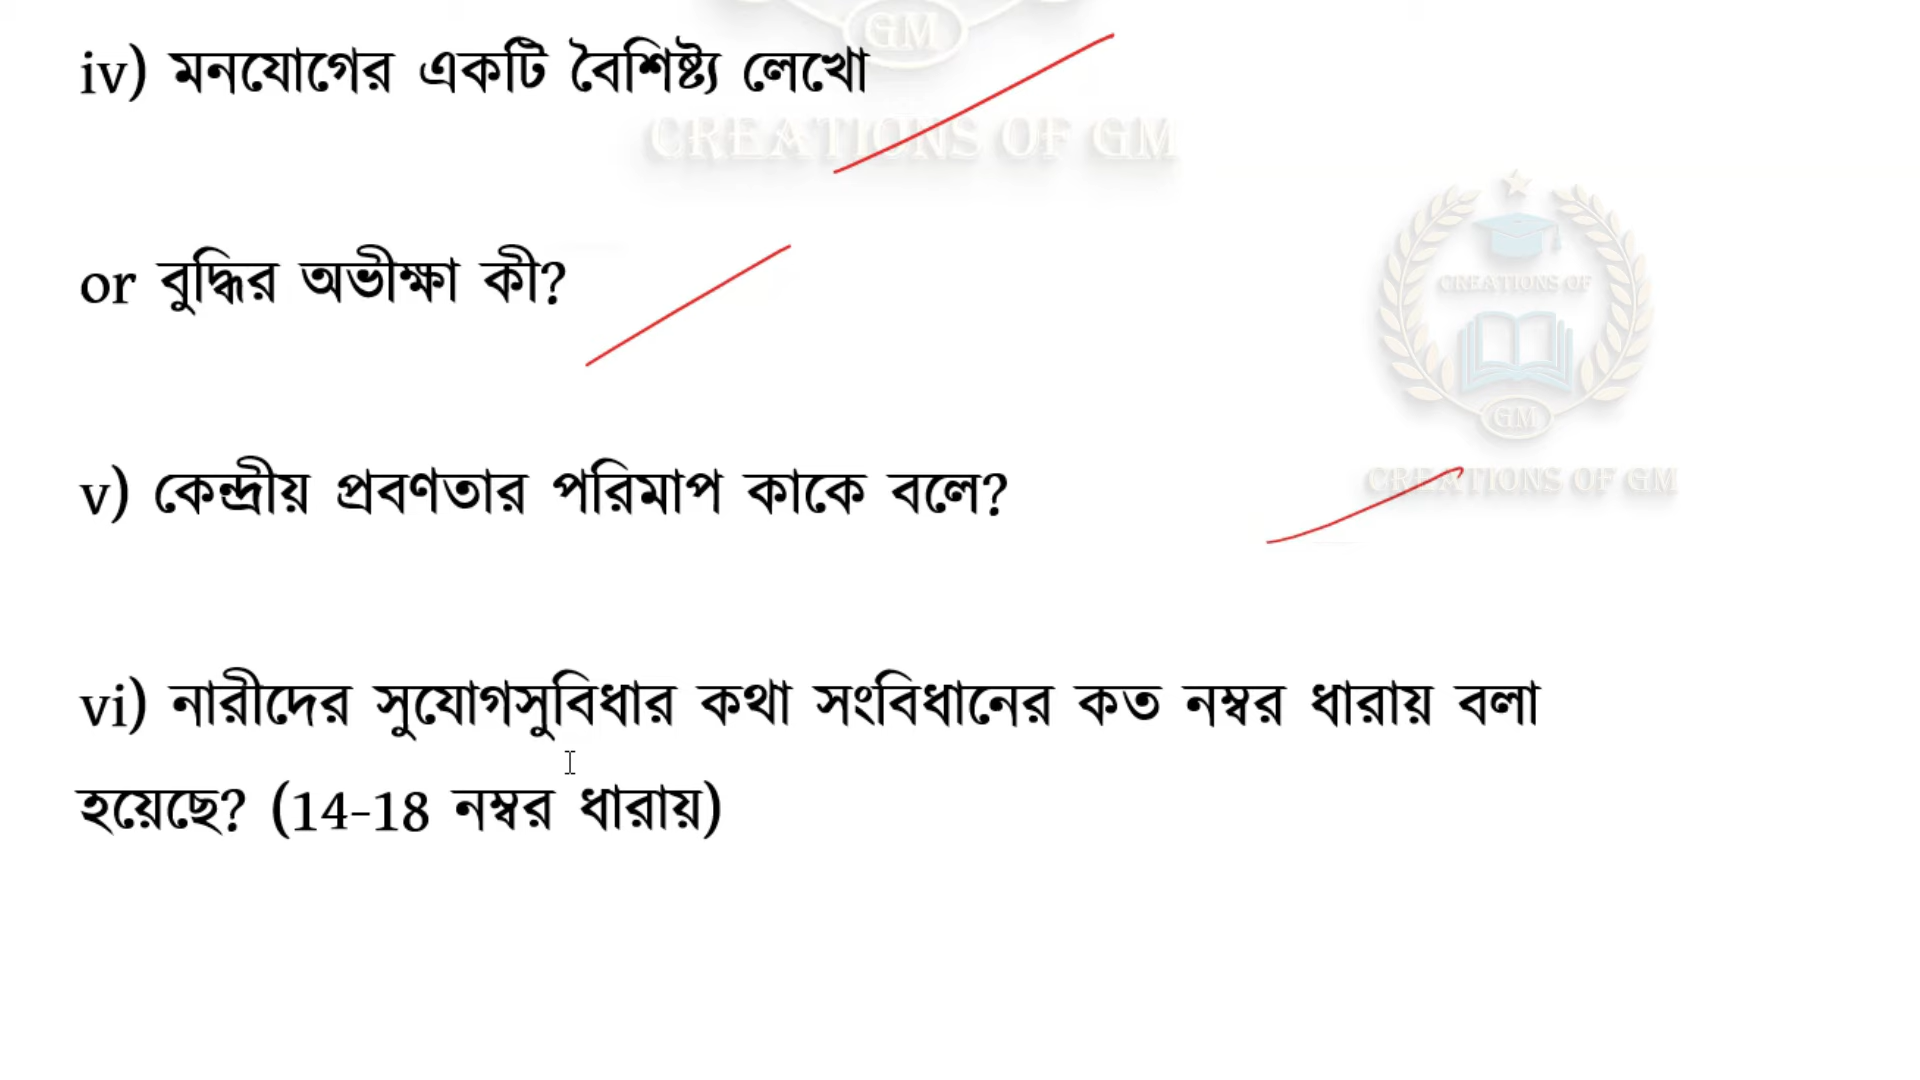 GM
iv) মনযোগের একটি বৈশিষ্ট্য লেখো
CREATIONS OF GM
or বুদ্ধির অভীক্ষা কী?
CREATIONS OF
GM
CREATIONS OF GM
v) কেন্দ্রীয় প্রবণতার পরিমাপ কাকে বলে?
vi) নারীদের সুযোগসুবিধার কথা সংবিধানের কত নম্বর ধারায় বলা
হয়েছে? (14-18 নম্বর ধারায়)